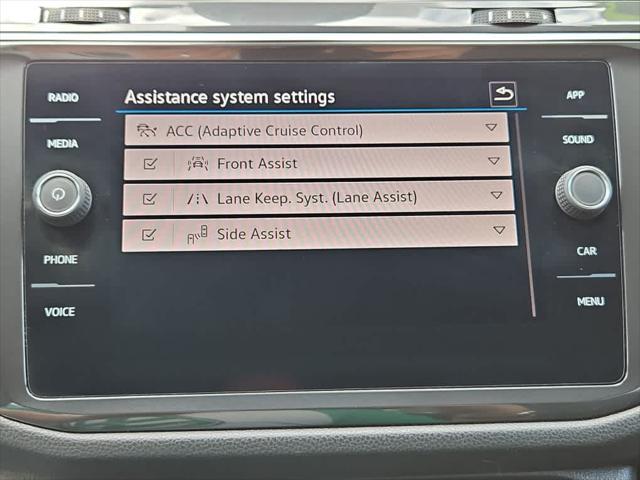 RADIO
MEDIA
PHONE
VOICE
Assistance system settings
ACC (Adaptive Cruise Control)
Front Assist
Lane Keep. Syst. (Lane Assist)
Side Assist
APP
SOUND
CAR
MENU